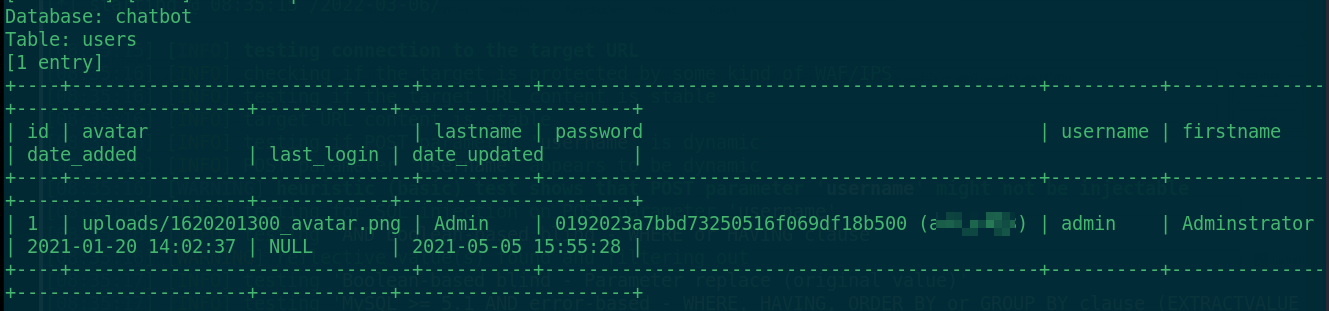 Database: chatbot
Table: users
[1 entry]
| id | avatar | lastname | password | username | firstname
| date_added | last_login | date_updated |
| 1 | uploads/1620201300_avatar.png | Admin | 0192023a7bbd73250516f069df18b500 ( ) | admin | Adminstrator
| 2021-01-20 14:02:37 | NULL | 2021-05-05 15:55:28 |